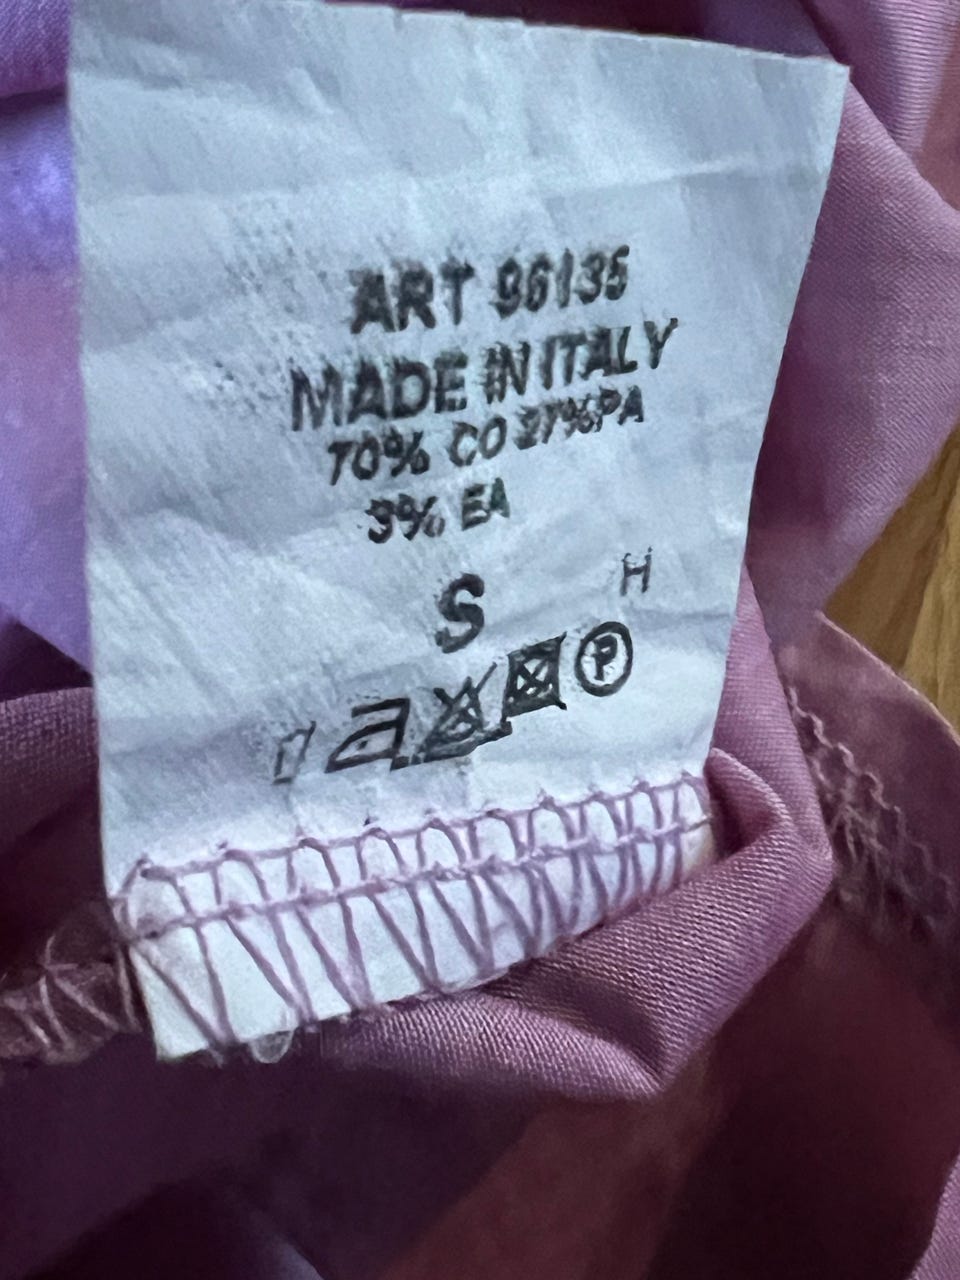 ART 96135
MADE IN ITALY
70% CO 27%PA
3% EA
S
H
P